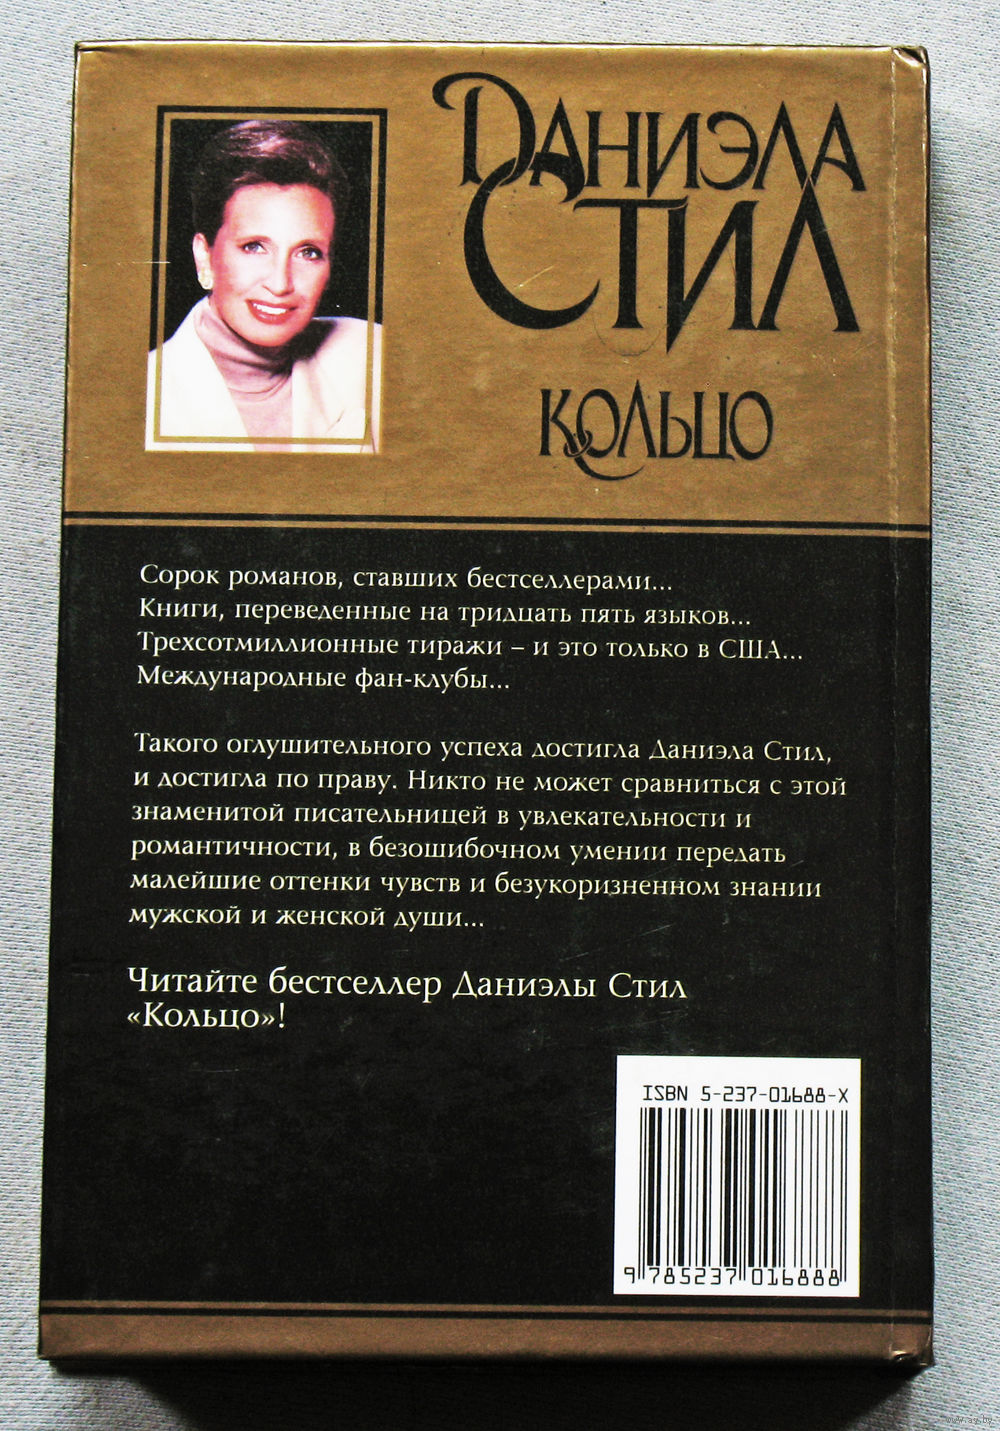 Даниэла
Стил
Кольцо
Сорок романов, ставших бестселлерами...
Книги, переведенные на тридцать пять языков...
Трехсотмиллионные тиражи – и это только в США...
Международные фан-клубы...
Такого оглушительного успеха достигла Даниэла Стил,
и достигла по праву. Никто не может сравниться с этой
знаменитой писательницей в увлекательности и
романтичности, в безошибочном умении передать
малейшие оттенки чувств и безукоризненном знании
мужской и женской души...
Читайте бестселлер Даниэлы Стил
«Кольцо»!
ISBN 5-237-01688-X
9 785237 016888
www.ay.by